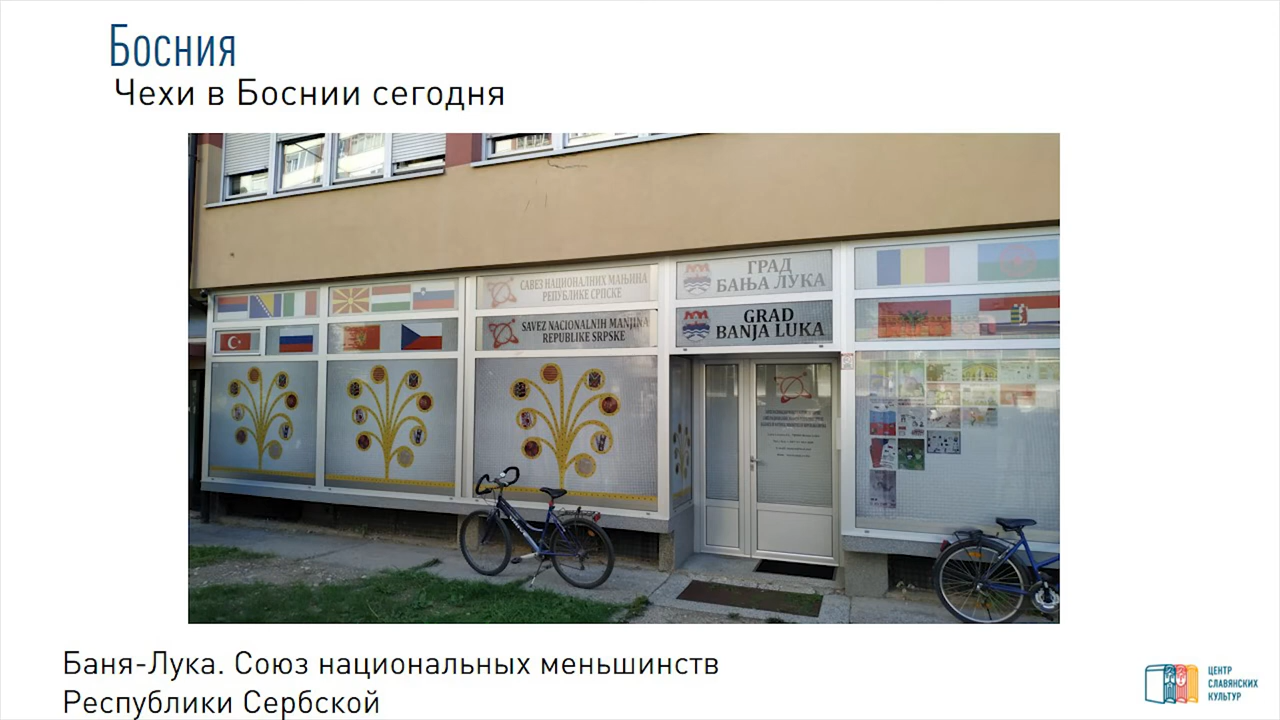 Босния
Чехи в Боснии сегодня
САВЕЗ НАЦИОНАЛНИХ МАЊИНА
РЕПУБЛИКЕ СРПСКЕ
SAVEZ NACIONALNIH MANJINA
REPUBLIKE SRPSKE
ГРАД
БАЊА ЛУКА
GRAD
BANJA LUKA
Баня-Лука. Союз национальных меньшинств
Республики Сербской
ЦЕНТР
СЛАВЯНСКИХ
КУЛЬТУР